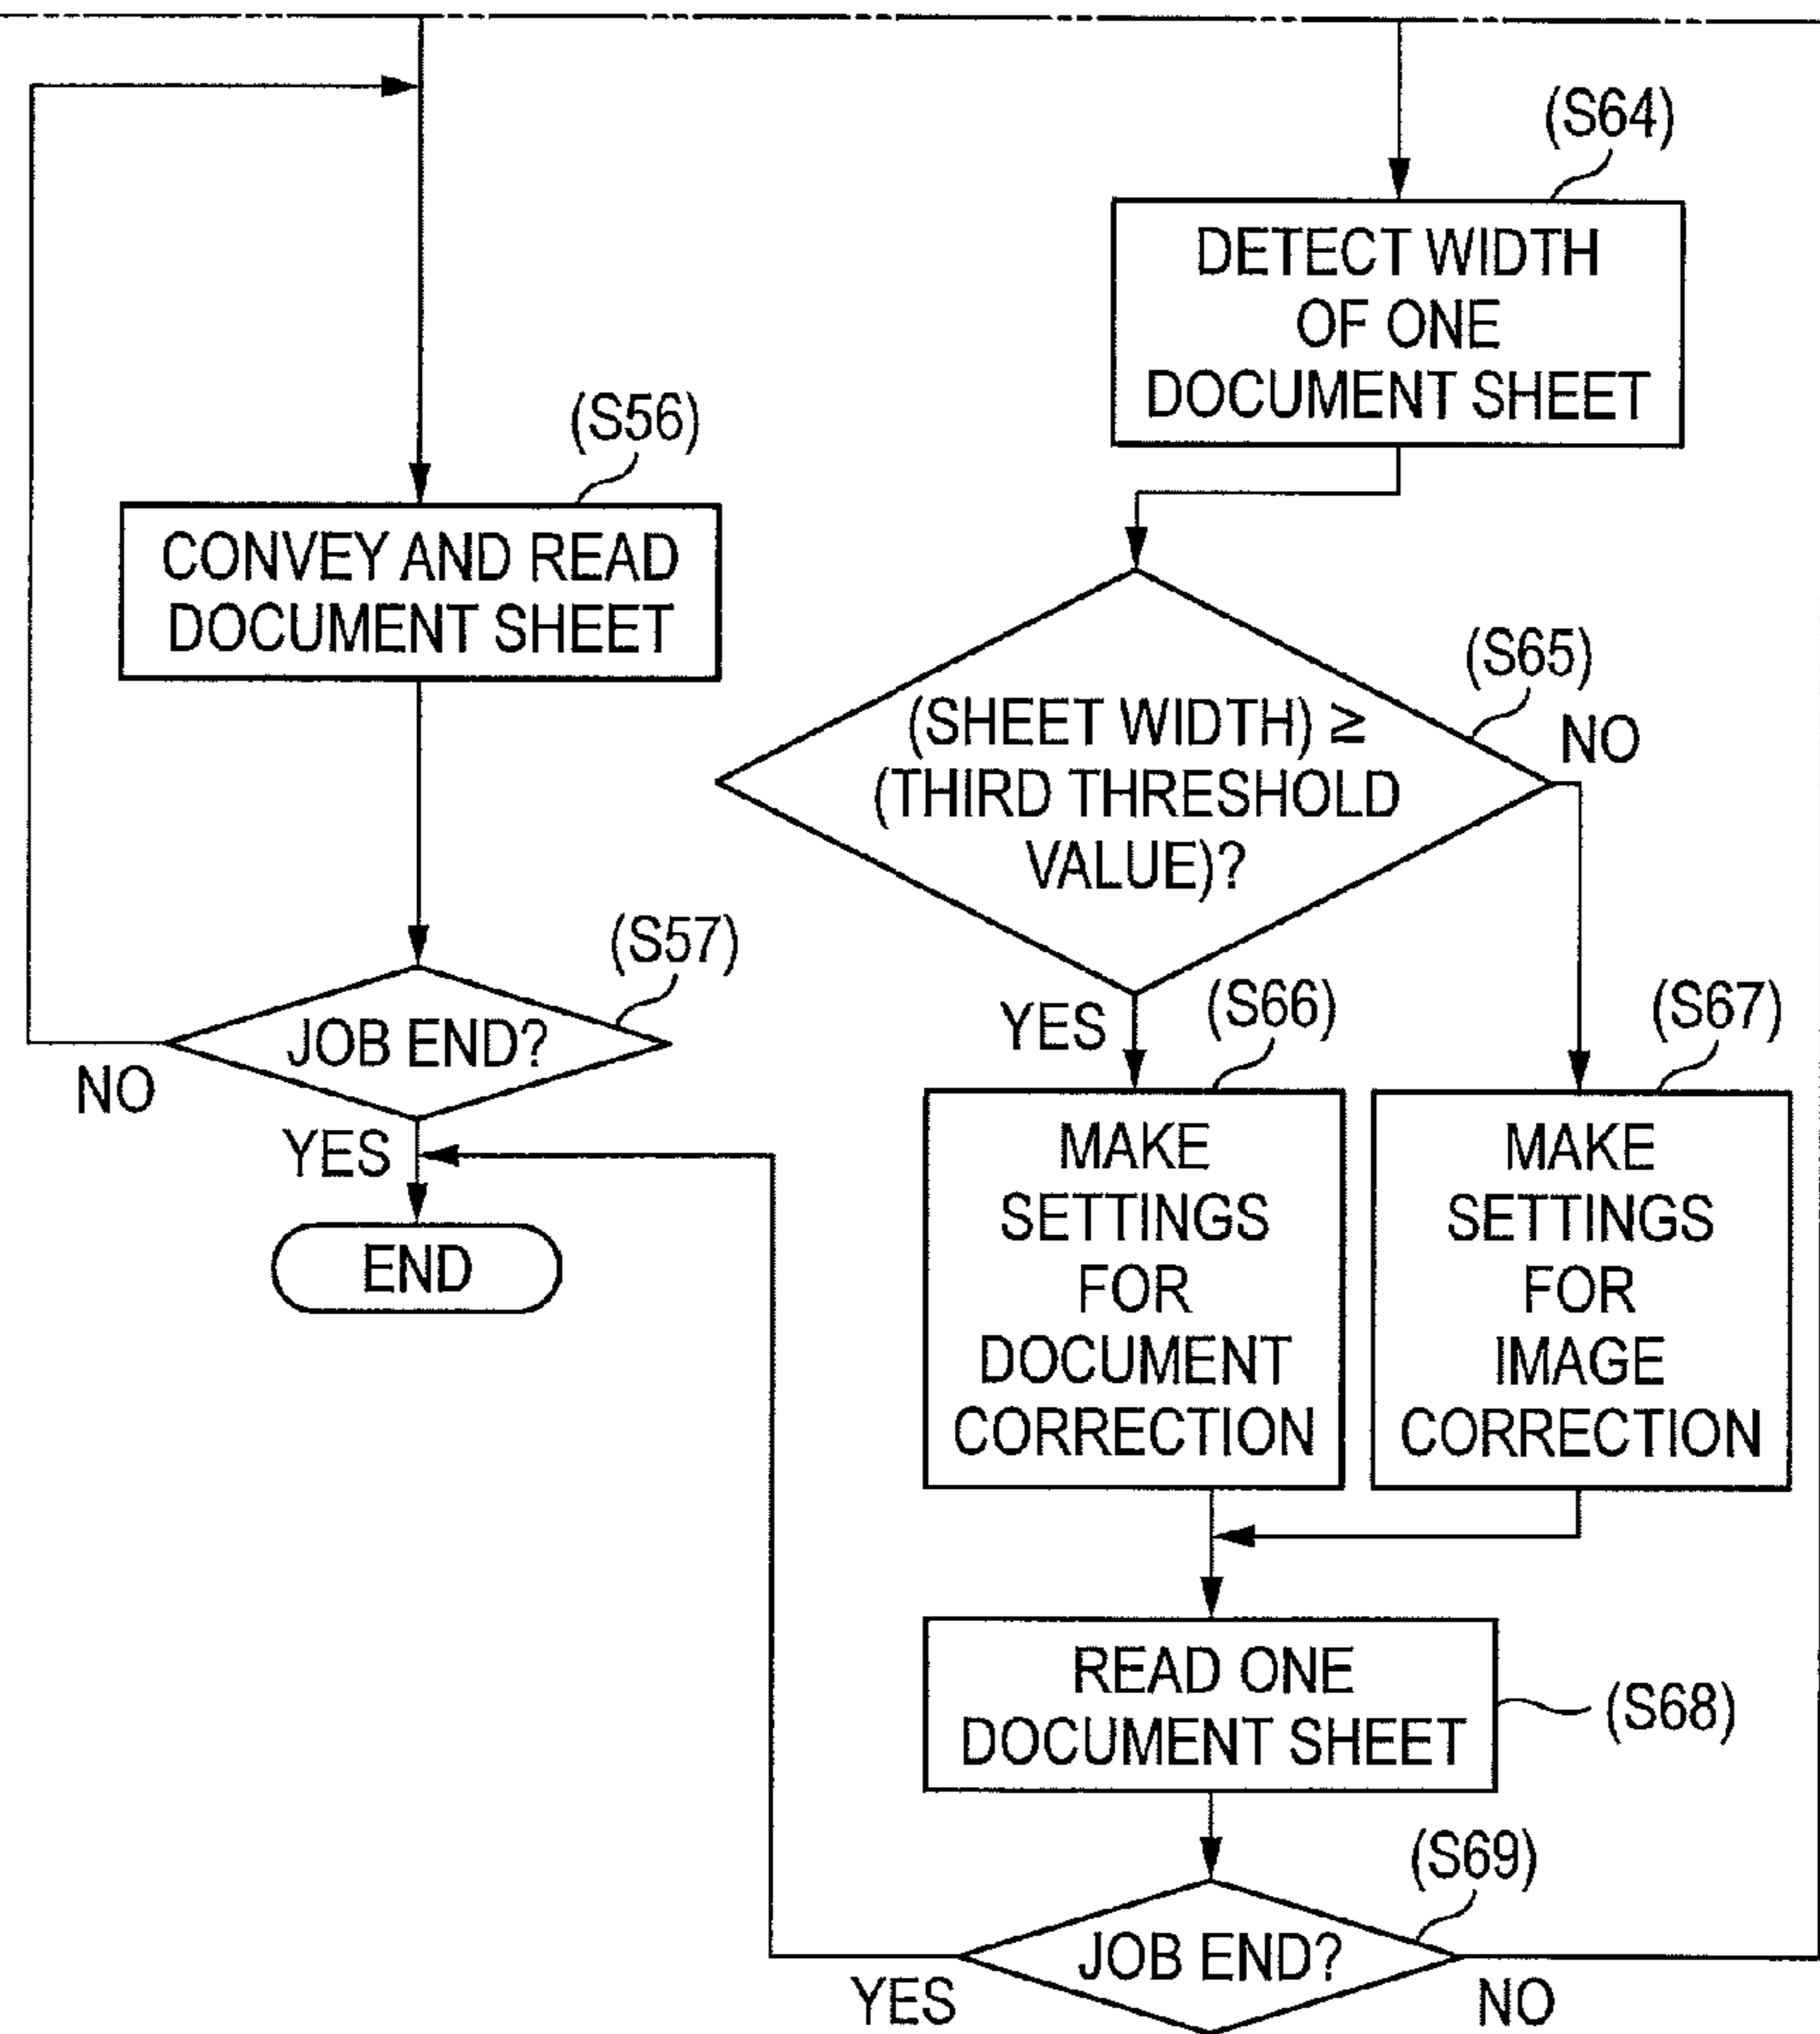 (S56)
CONVEY AND READ
DOCUMENT SHEET
(S57)
JOB END?
NO
YES
END
(S64)
DETECT WIDTH
OF ONE
DOCUMENT SHEET
(S65)
(SHEET WIDTH) ≥
(THIRD THRESHOLD
VALUE)?
NO
YES
(S66)
MAKE
SETTINGS
FOR
DOCUMENT
CORRECTION
(S67)
MAKE
SETTINGS
FOR
IMAGE
CORRECTION
READ ONE
DOCUMENT SHEET
(S68)
(S69)
JOB END?
YES
NO